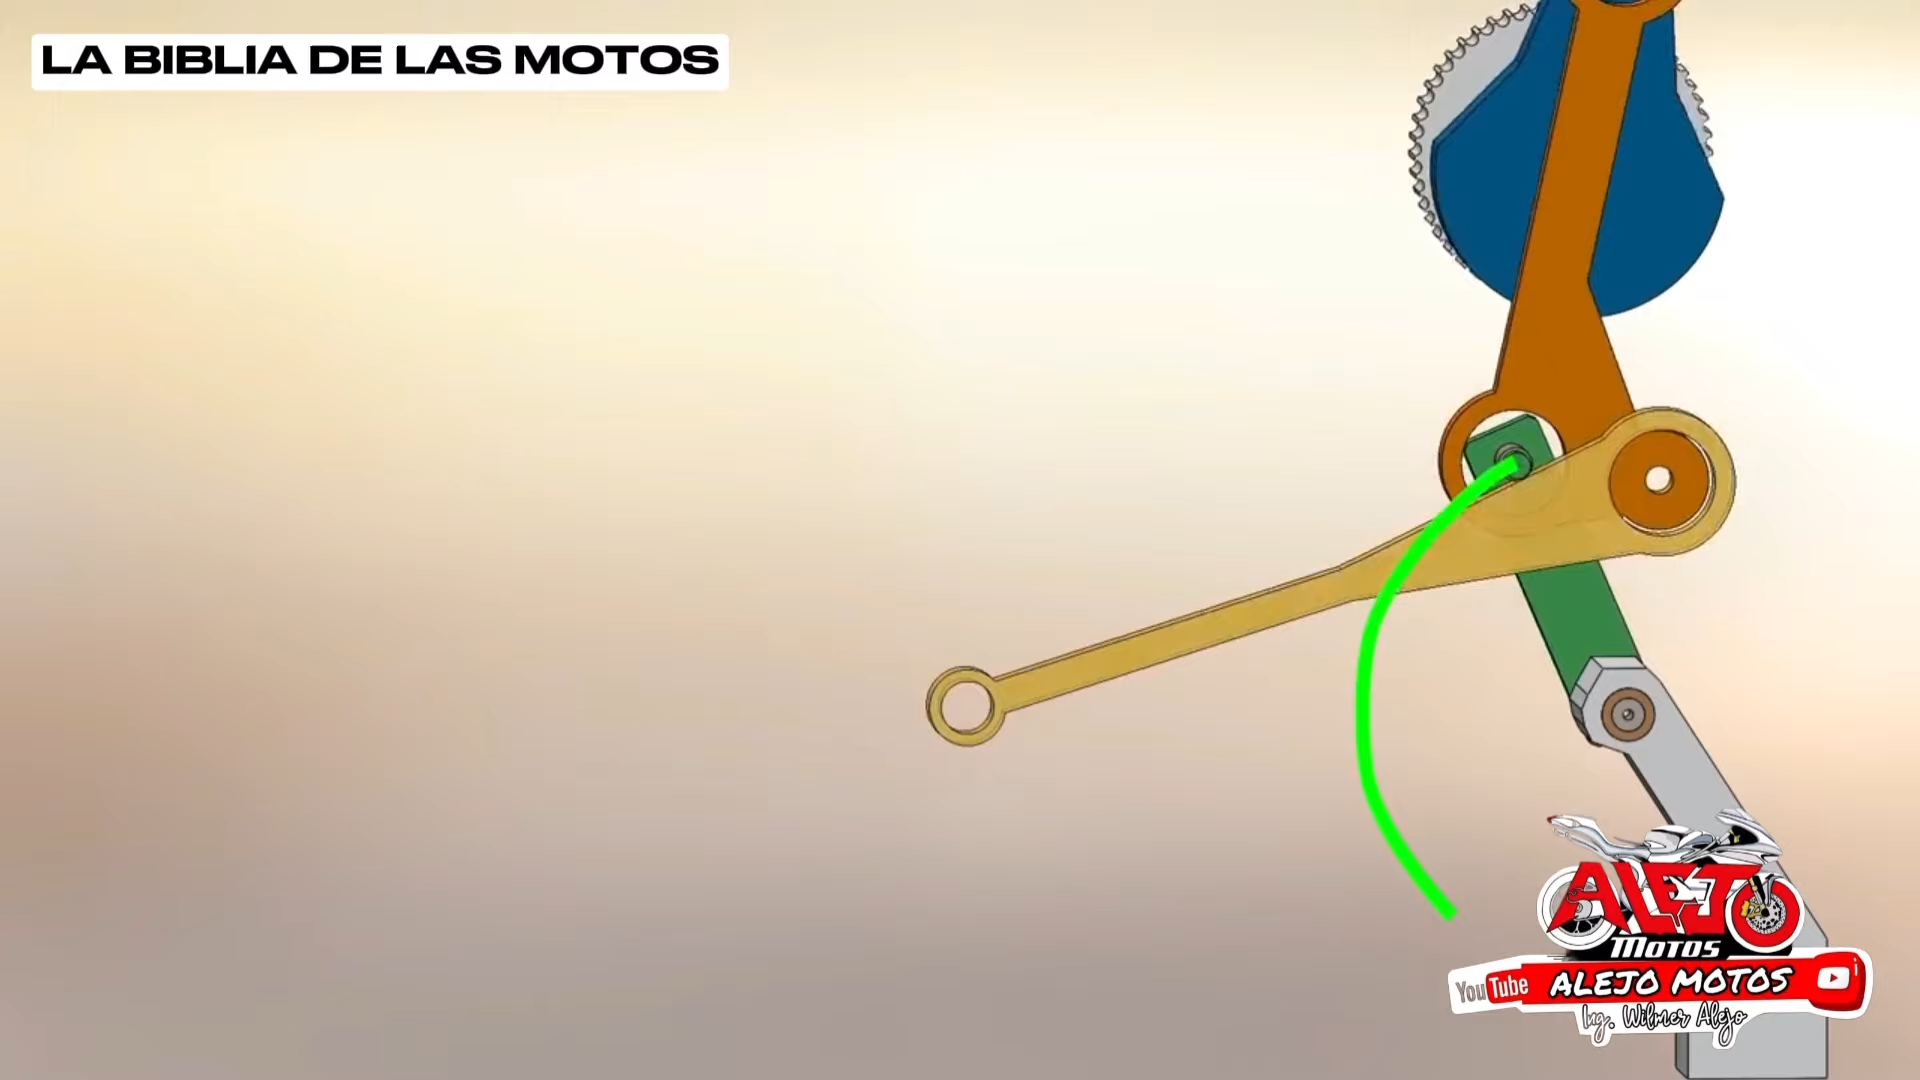 LA BIBLIA DE LAS MOTOS
ALEJO
MOTOS
YouTube ALEJO MOTOS
Ing. Wilmer Alejo